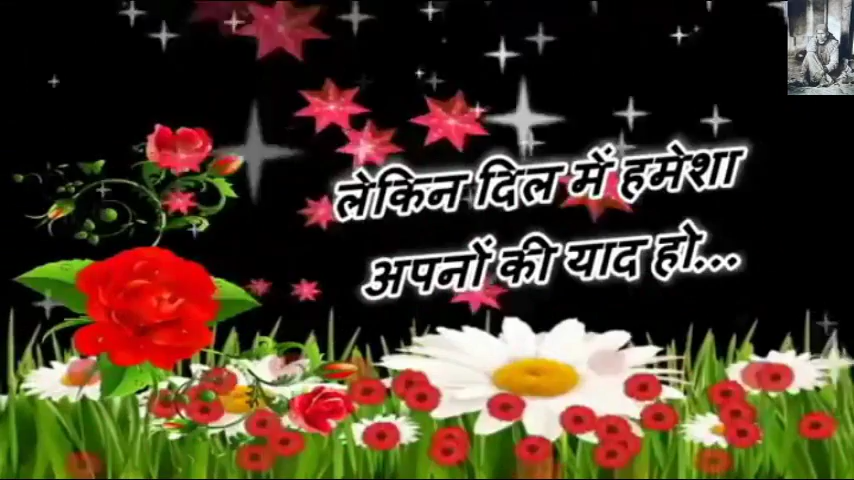 लेकिन दिल में हमेशा
अपनों की याद हो...